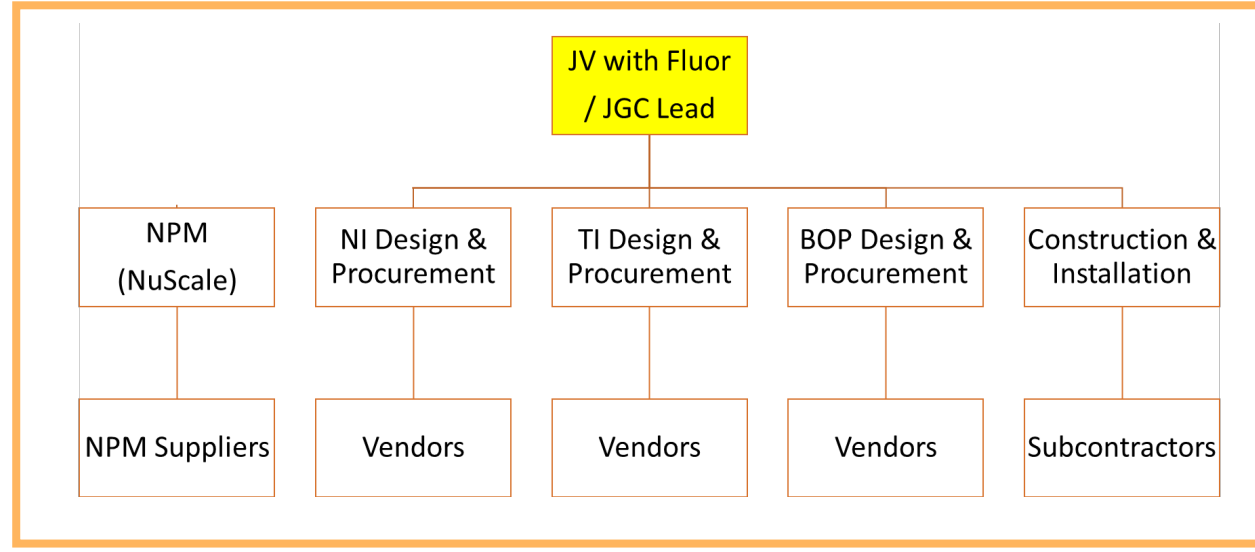 JV with Fluor
/ JGC Lead
NPM
(NuScale)
NI Design &
Procurement
TI Design &
Procurement
BOP Design &
Procurement
Construction &
Installation
NPM Suppliers
Vendors
Vendors
Vendors
Subcontractors